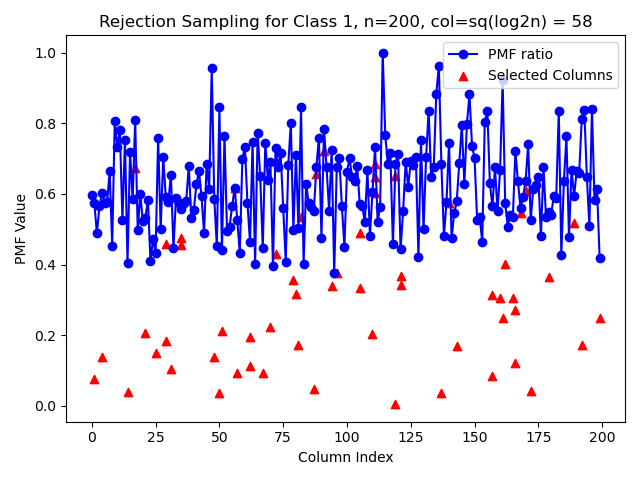 Rejection Sampling for Class 1, n=200, col=sq(log2n) = 58
PMF ratio
Selected Columns
PMF Value
1.0
0.8
0.6
0.4
0.2
0.0
0 25 50 75 100 125 150 175 200
Column Index